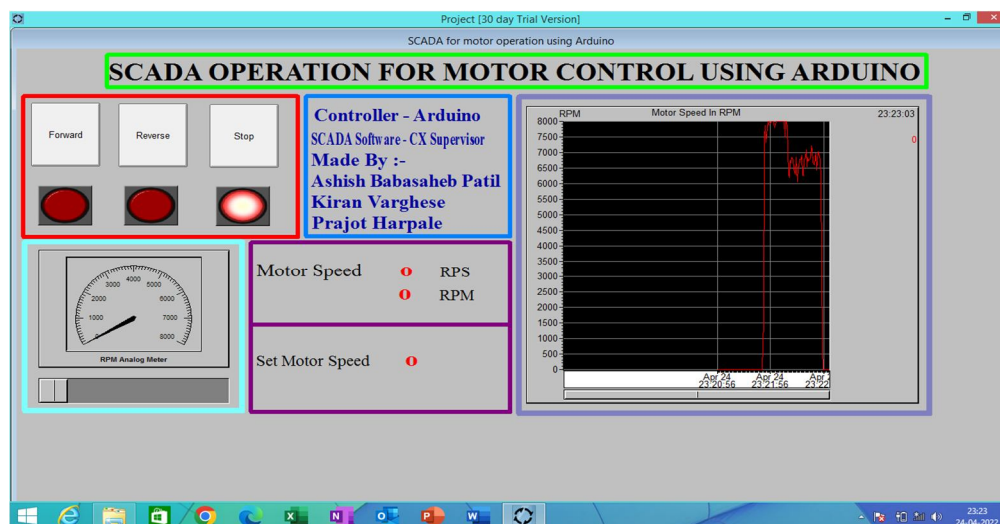 Project [30 day Trial Version]
SCADA for motor operation using Arduino
SCADA OPERATION FOR MOTOR CONTROL USING ARDUINO
Forward
Reverse
Stop
Controller - Arduino
SCADA Software - CX Supervisor
Made By :-
Ashish Babasaheb Patil
Kiran Varghese
Prajot Harpale
RPM
Motor Speed In RPM
23:23:03
0
8000
7500
7000
6500
6000
5500
5000
4500
4000
3500
3000
2500
2000
1500
1000
500
0
Apr 24
23:20:56
Apr 24
23:21:56
Apr
23:22
0
1000
2000
3000
4000
5000
6000
7000
8000
RPM Analog Meter
Motor Speed 0 RPS
0 RPM
Set Motor Speed 0
23:23